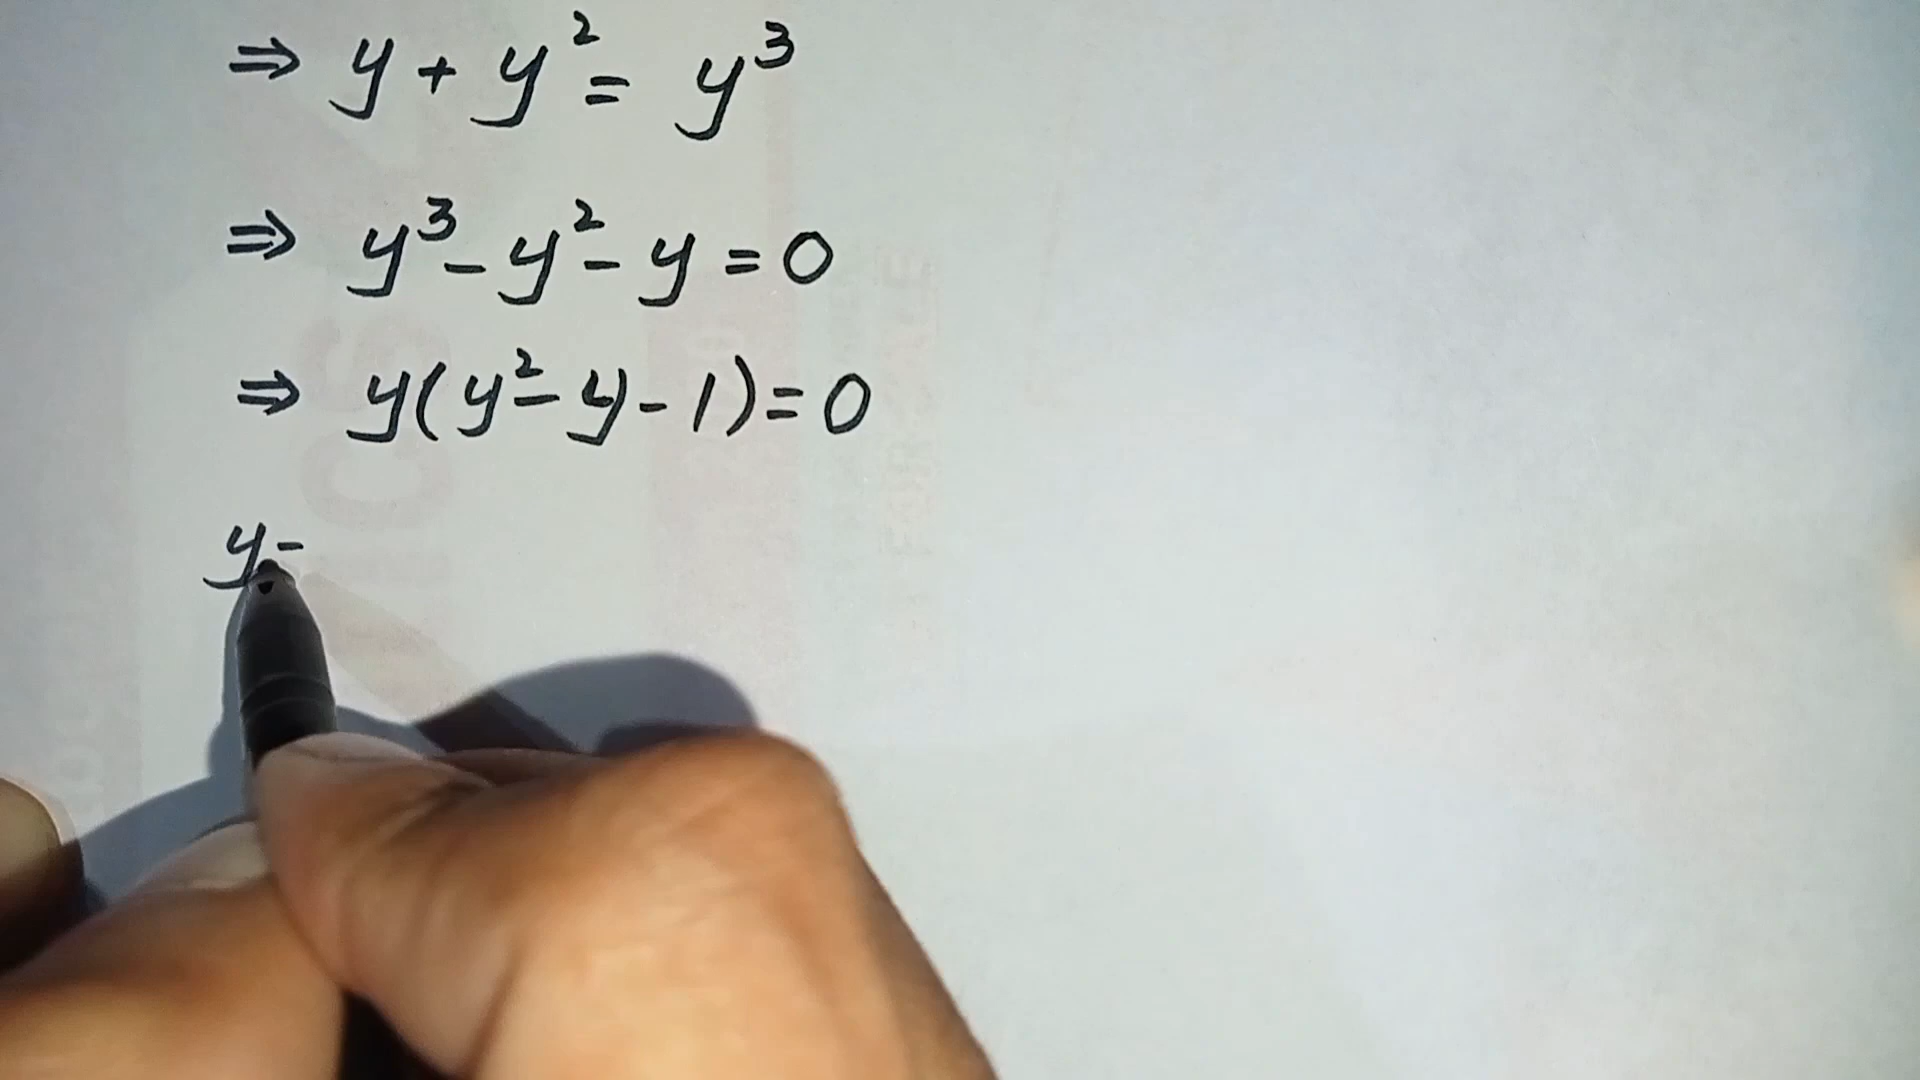 ⇒ y + y² = y³
⇒ y³ - y² - y = 0
⇒ y(y² - y - 1) = 0
y -